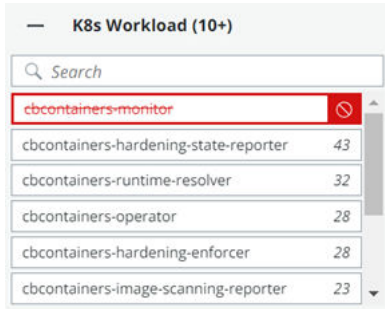 K8s Workload (10+)
Search
cbcontainers-monitor
cbcontainers-hardening-state-reporter 43
cbcontainers-runtime-resolver 32
cbcontainers-operator 28
cbcontainers-hardening-enforcer 28
cbcontainers-image-scanning-reporter 23